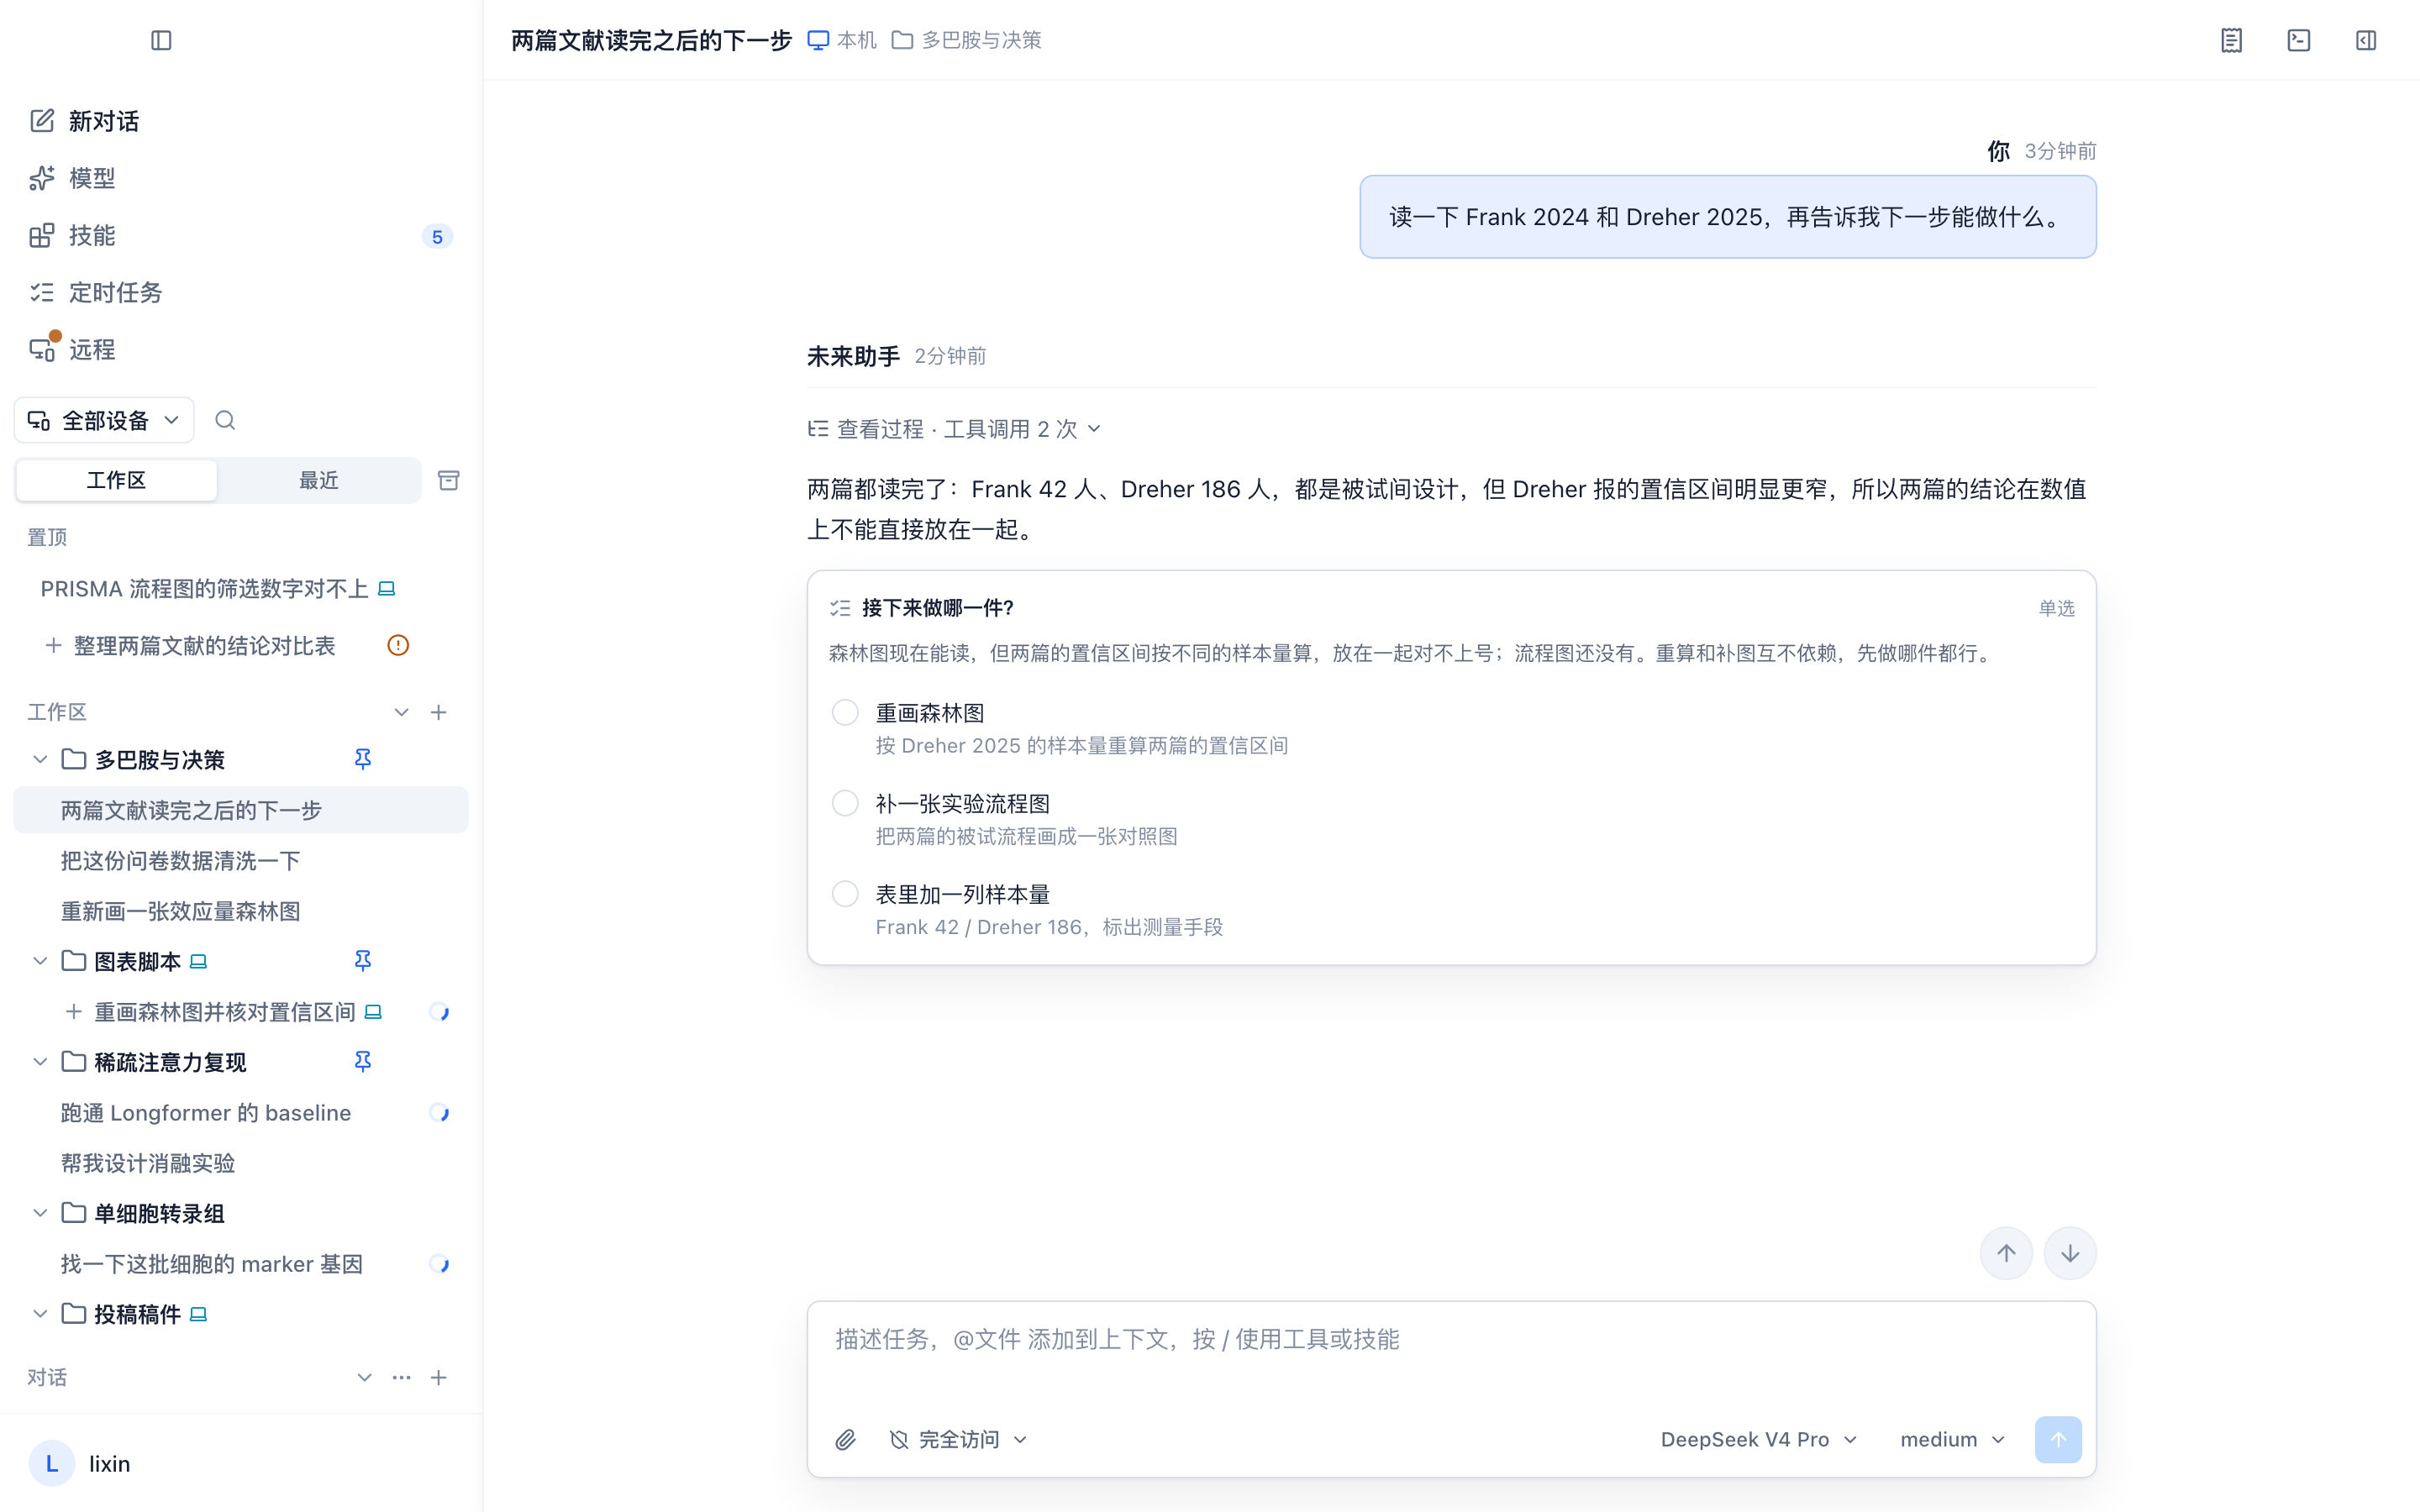 新对话
模型
技能
5
定时任务
远程
全部设备
工作区
最近
置顶
PRISMA 流程图的筛选数字对不上
整理两篇文献的结论对比表
工作区
多巴胺与决策
两篇文献读完之后的下一步
把这份问卷数据清洗一下
重新画一张效应量森林图
图表脚本
重画森林图并核对置信区间
稀疏注意力复现
跑通 Longformer 的 baseline
帮我设计消融实验
单细胞转录组
找一下这批细胞的 marker 基因
投稿稿件
对话
L
lixin
两篇文献读完之后的下一步 本机 多巴胺与决策
你 3分钟前
读一下 Frank 2024 和 Dreher 2025，再告诉我下一步能做什么。
未来助手 2分钟前
查看过程 · 工具调用 2 次
两篇都读完了：Frank 42 人、Dreher 186 人，都是被试间设计，但 Dreher 报的置信区间明显更窄，所以两篇的结论在数值
上不能直接放在一起。
接下来做哪一件？
单选
森林图现在能读，但两篇的置信区间按不同的样本量算，放在一起对不上号；流程图还没有。重算和补图互不依赖，先做哪件都行。
重画森林图
按 Dreher 2025 的样本量重算两篇的置信区间
补一张实验流程图
把两篇的被试流程画成一张对照图
表里加一列样本量
Frank 42 / Dreher 186，标出测量手段
描述任务，@文件 添加到上下文，按 / 使用工具或技能
完全访问
DeepSeek V4 Pro
medium